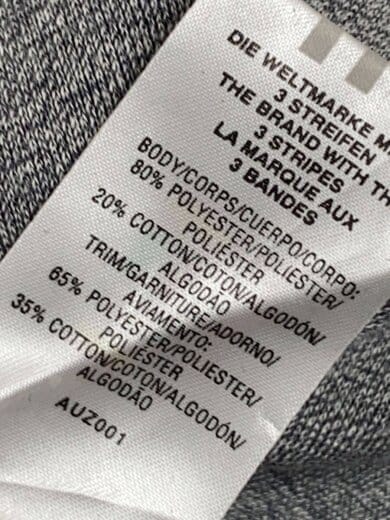 DIE WELTMARKE M
3 STREIFEN
THE BRAND WITH TH
3 STRIPES
LA MARQUE AUX
3 BANDES
BODY/CORPS/CUERPO/CORPO:
80% POLYESTER/POLIESTER/
POLIÉSTER
20% COTTON/COTON/ALGODÓN/
ALGODÃO
TRIM/GARNITURE/ADORNO/
AVIAMENTO:
65% POLYESTER/POLIESTER/
POLIÉSTER
35% COTTON/COTON/ALGODÓN/
ALGODÃO
AUZ001